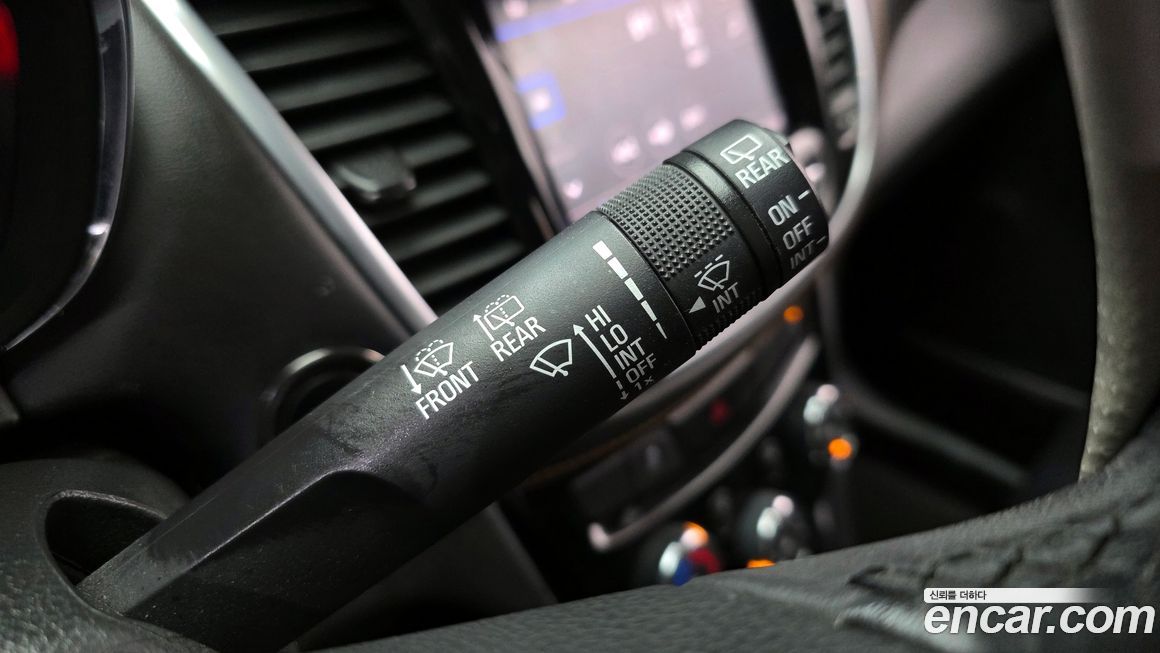 REAR
ON
OFF
INT
INT
HI
LO
INT
OFF
1x
REAR
FRONT
신뢰를 더하다
encar.com